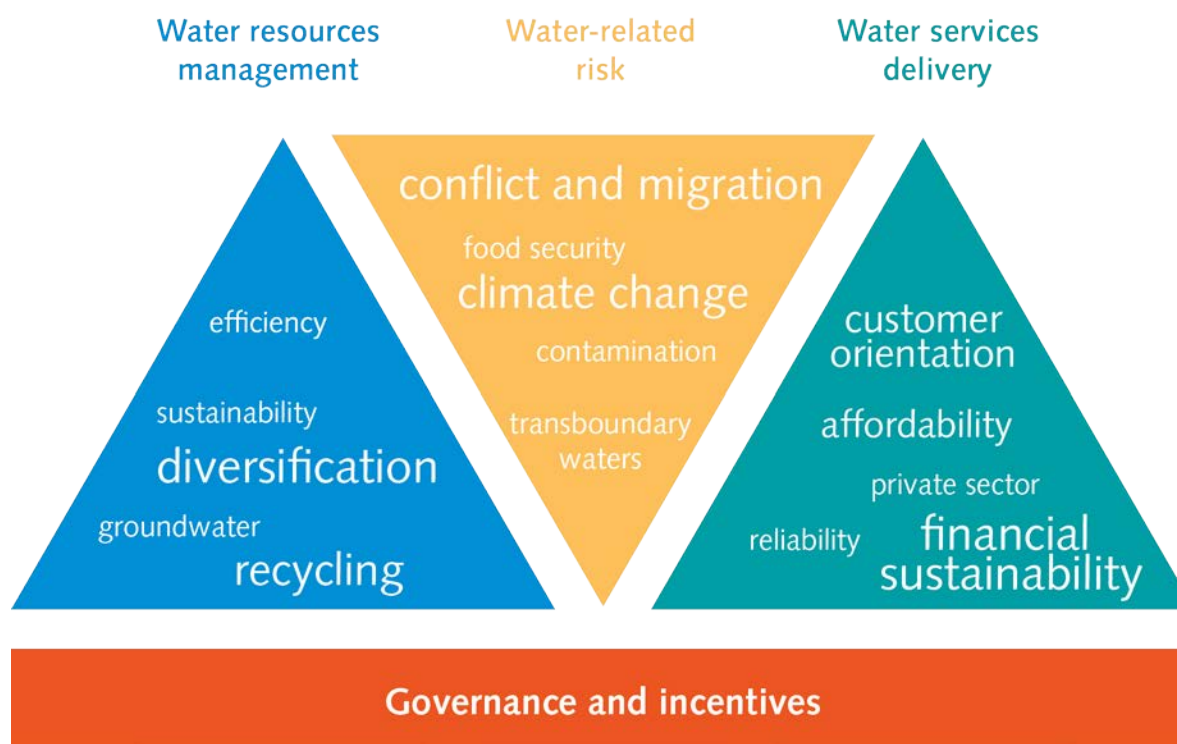 Water resources
management
Water-related
risk
Water services
delivery
efficiency
sustainability
diversification
groundwater
recycling
conflict and migration
food security
climate change
contamination
transboundary
waters
customer
orientation
affordability
private sector
reliability
financial
sustainability
Governance and incentives